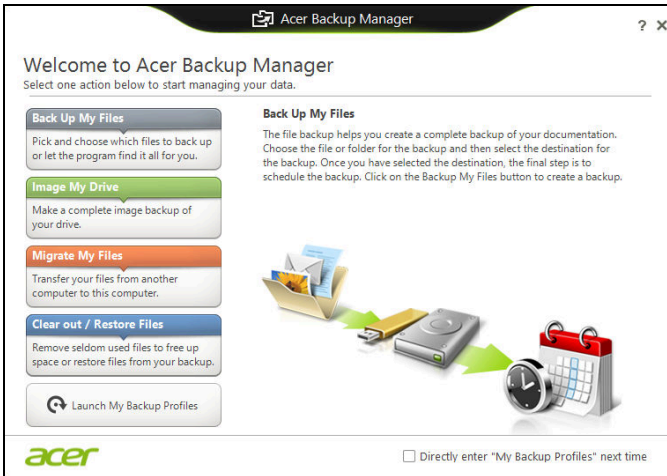 Acer Backup Manager
? X
Welcome to Acer Backup Manager
Select one action below to start managing your data.
Back Up My Files
Pick and choose which files to back up
or let the program find it all for you.
Image My Drive
Make a complete image backup of
your drive.
Migrate My Files
Transfer your files from another
computer to this computer.
Clear out / Restore Files
Remove seldom used files to free up
space or restore files from your backup.
Launch My Backup Profiles
Back Up My Files
The file backup helps you create a complete backup of your documentation.
Choose the file or folder for the backup and then select the destination for
the backup. Once you have selected the destination, the final step is to
schedule the backup. Click on the Backup My Files button to create a backup.
acer
Directly enter "My Backup Profiles" next time